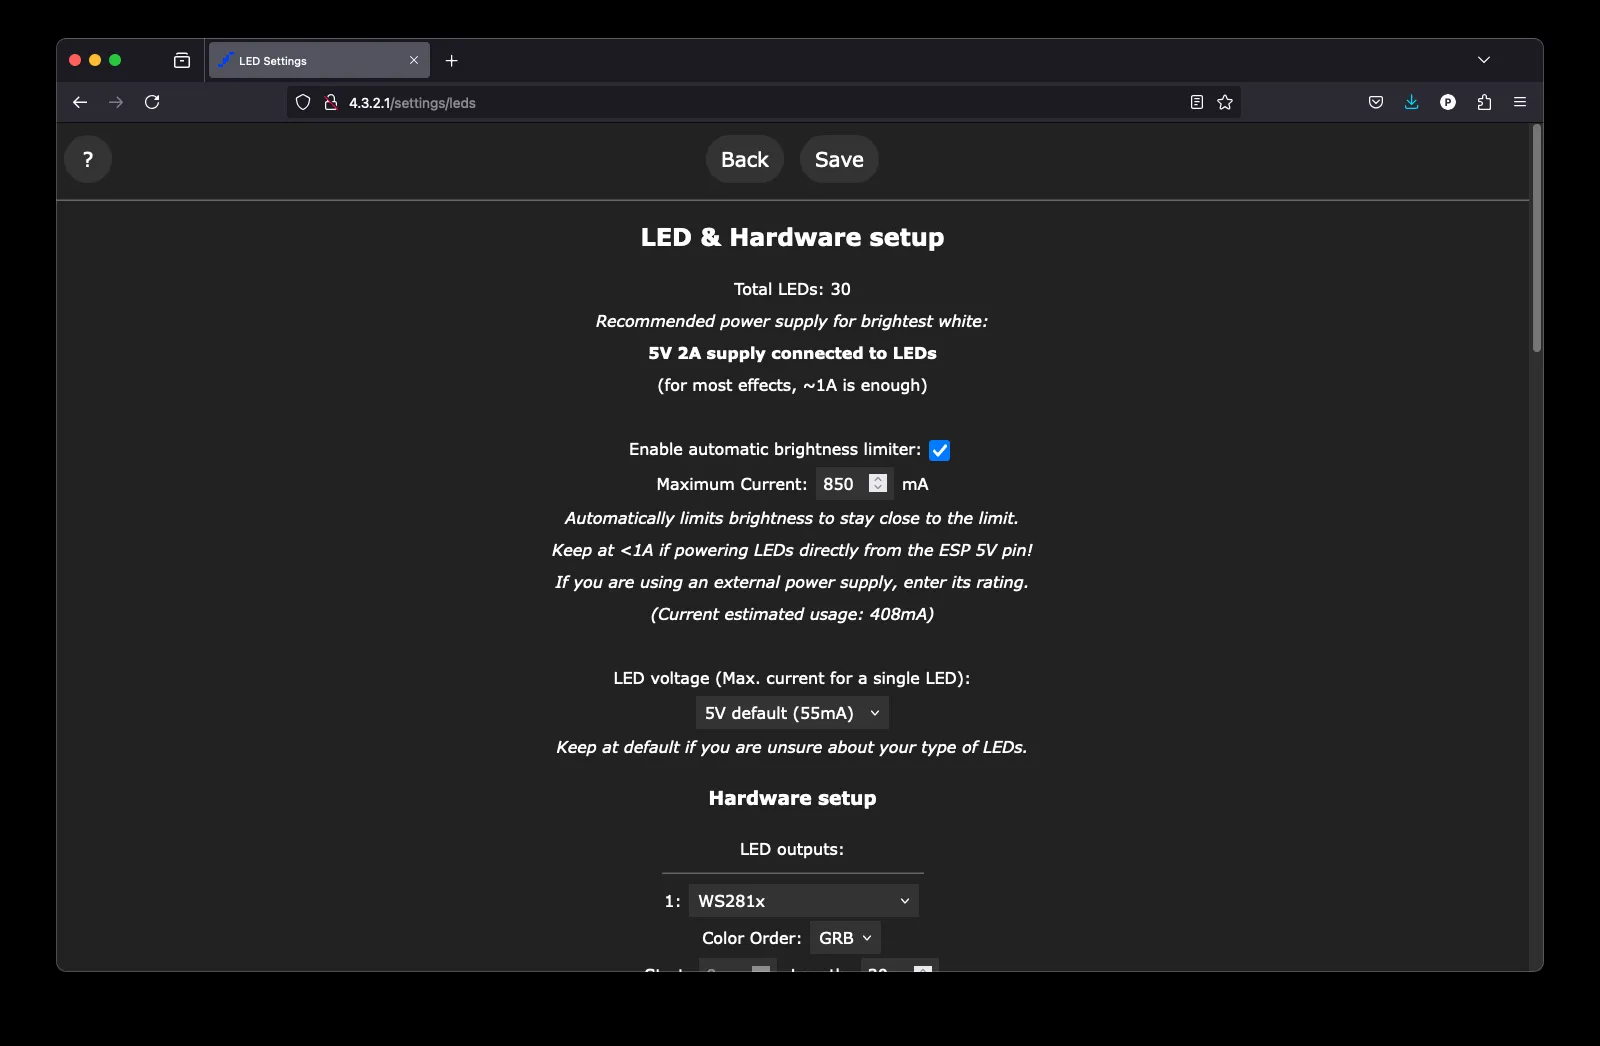 LED Settings
4.3.2.1/settings/leds
P
?
Back Save
LED & Hardware setup
Total LEDs: 30
Recommended power supply for brightest white:
5V 2A supply connected to LEDs
(for most effects, ~1A is enough)
Enable automatic brightness limiter:
Maximum Current: 850 mA
Automatically limits brightness to stay close to the limit.
Keep at <1A if powering LEDs directly from the ESP 5V pin!
If you are using an external power supply, enter its rating.
(Current estimated usage: 408mA)
LED voltage (Max. current for a single LED):
5V default (55mA)
Keep at default if you are unsure about your type of LEDs.
Hardware setup
LED outputs:
1: WS281x
Color Order: GRB